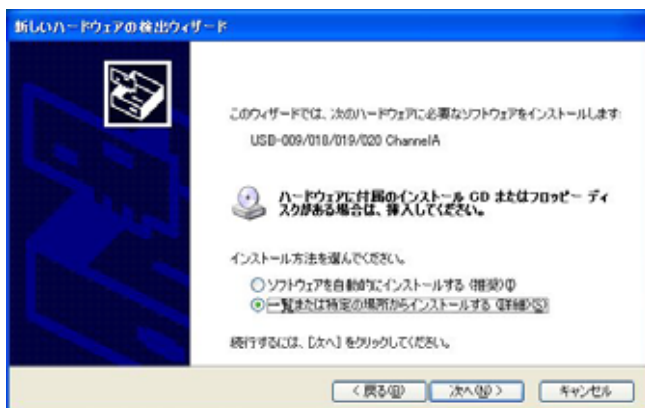 新しいハードウェアの検出ウィザード
このウィザードでは、次のハードウェアに必要なソフトウェアをインストールします:
USB-009/018/019/020 ChannelA
ハードウェアに付属のインストール CD またはフロッピー ディ
スクがある場合は、挿入してください。
インストール方法を選んでください。
ソフトウェアを自動的にインストールする (推奨)(I)
一覧または特定の場所からインストールする (詳細)(S)
続行するには、[次へ] をクリックしてください。
< 戻る(B) 次へ(N) > キャンセル